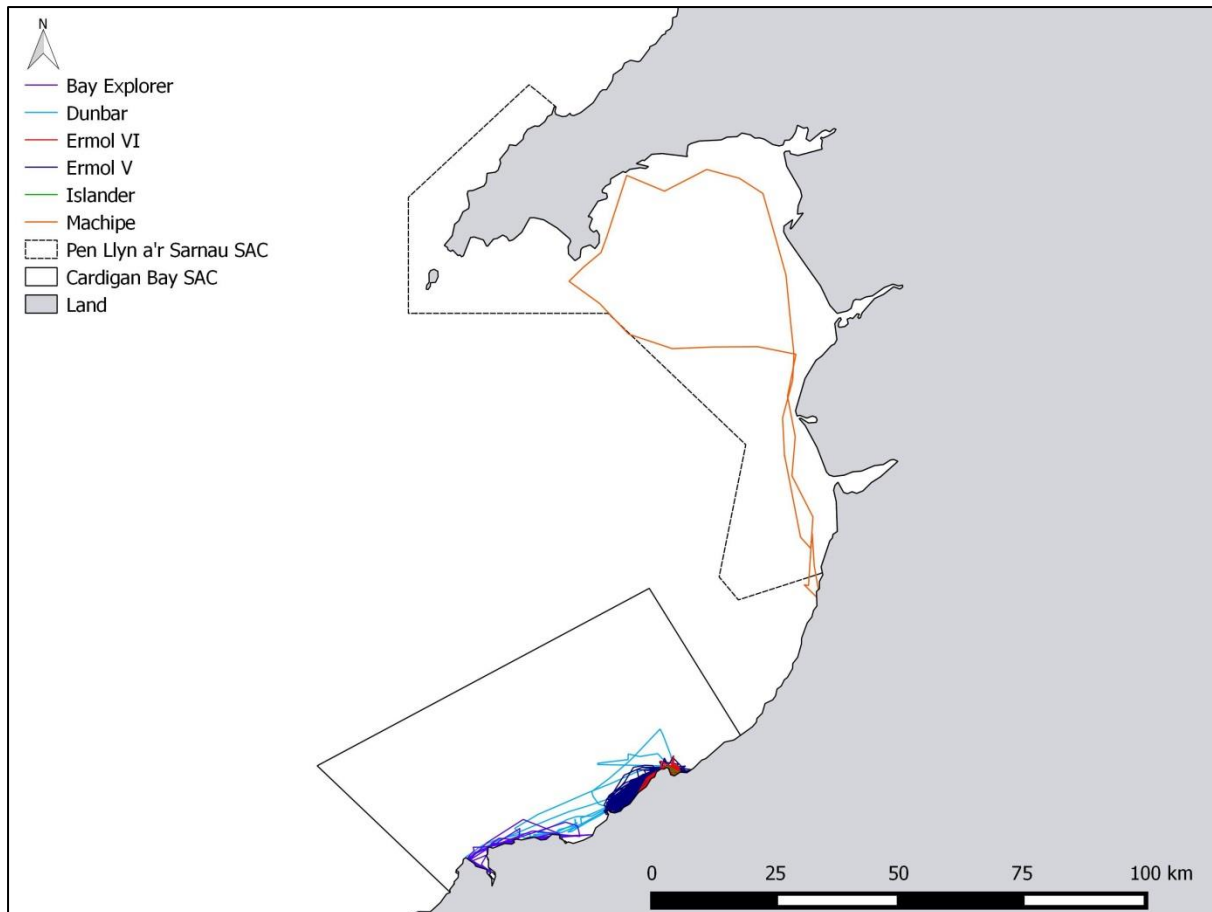 N
Bay Explorer
Dunbar
Ermol VI
Ermol V
Islander
Machipe
Pen Llyn a'r Sarnau SAC
Cardigan Bay SAC
Land
0 25 50 75 100 km